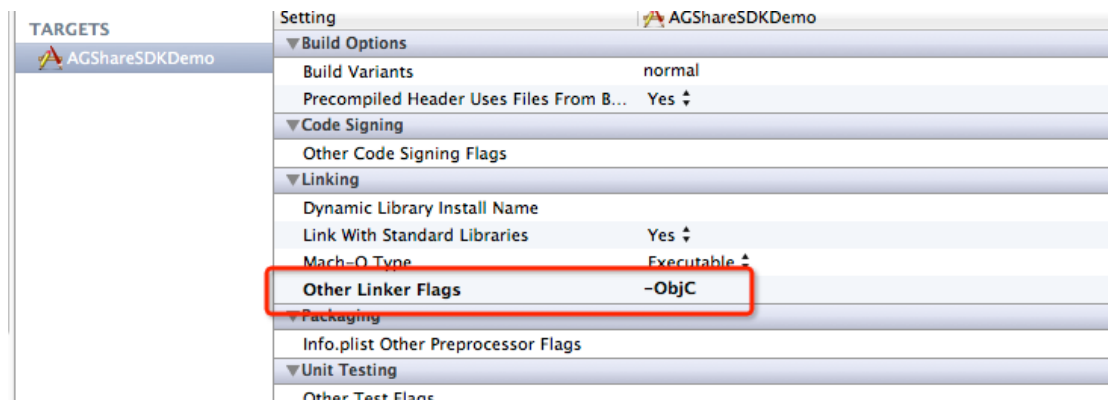 TARGETS
AGShareSDKDemo
Setting AGShareSDKDemo
Build Options
Build Variants normal
Precompiled Header Uses Files From B... Yes
Code Signing
Other Code Signing Flags
Linking
Dynamic Library Install Name
Link With Standard Libraries Yes
Mach-O Type Executable
Other Linker Flags -ObjC
Packaging
Info.plist Other Preprocessor Flags
Unit Testing
Other Test Flags